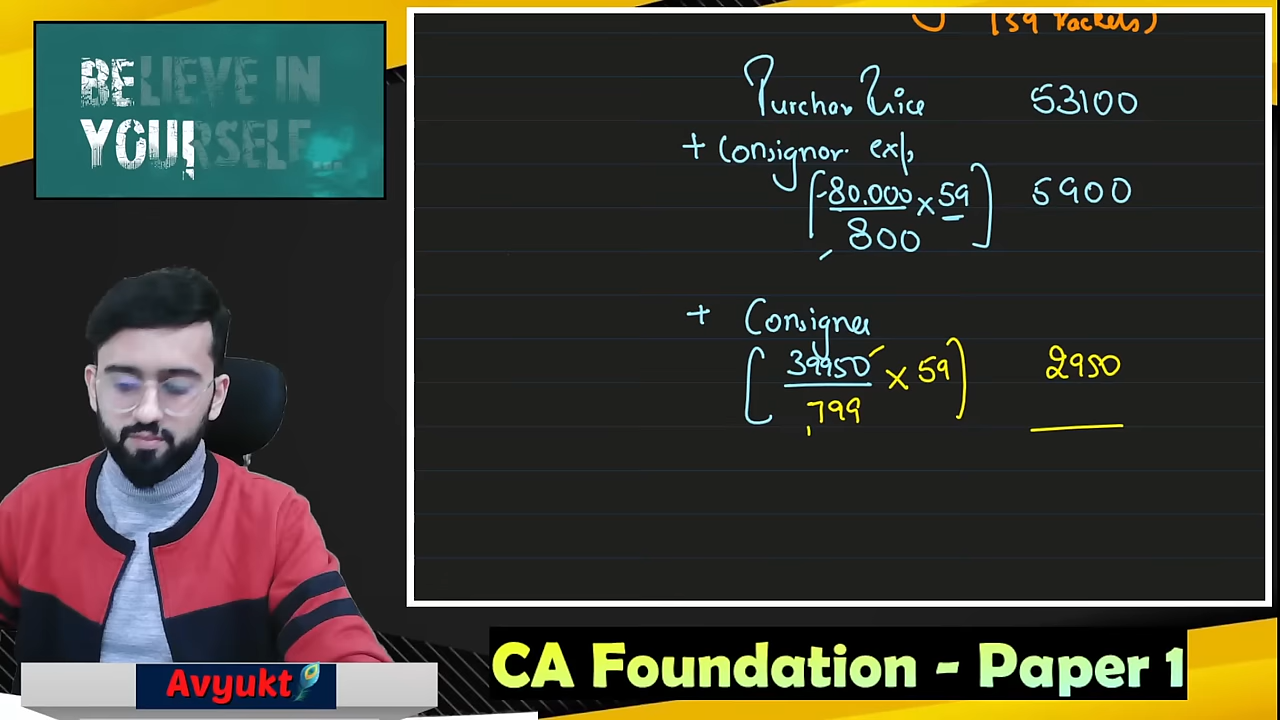 BELIEVE IN
YOURSELF...
(59 Packets)
Purchas Price 53100
+ Consignor exp,
[80.000 × 59] 5900
800
+ Consignee
[39950 × 59] 2950
799
Avyukt
CA Foundation - Paper 1